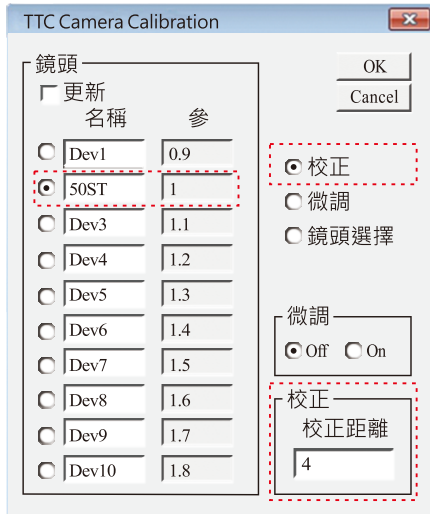 TTC Camera Calibration
鏡頭
更新
名稱 參
Dev1 0.9
50ST 1
Dev3 1.1
Dev4 1.2
Dev5 1.3
Dev6 1.4
Dev7 1.5
Dev8 1.6
Dev9 1.7
Dev10 1.8
OK
Cancel
校正
微調
鏡頭選擇
微調
Off On
校正
校正距離
4